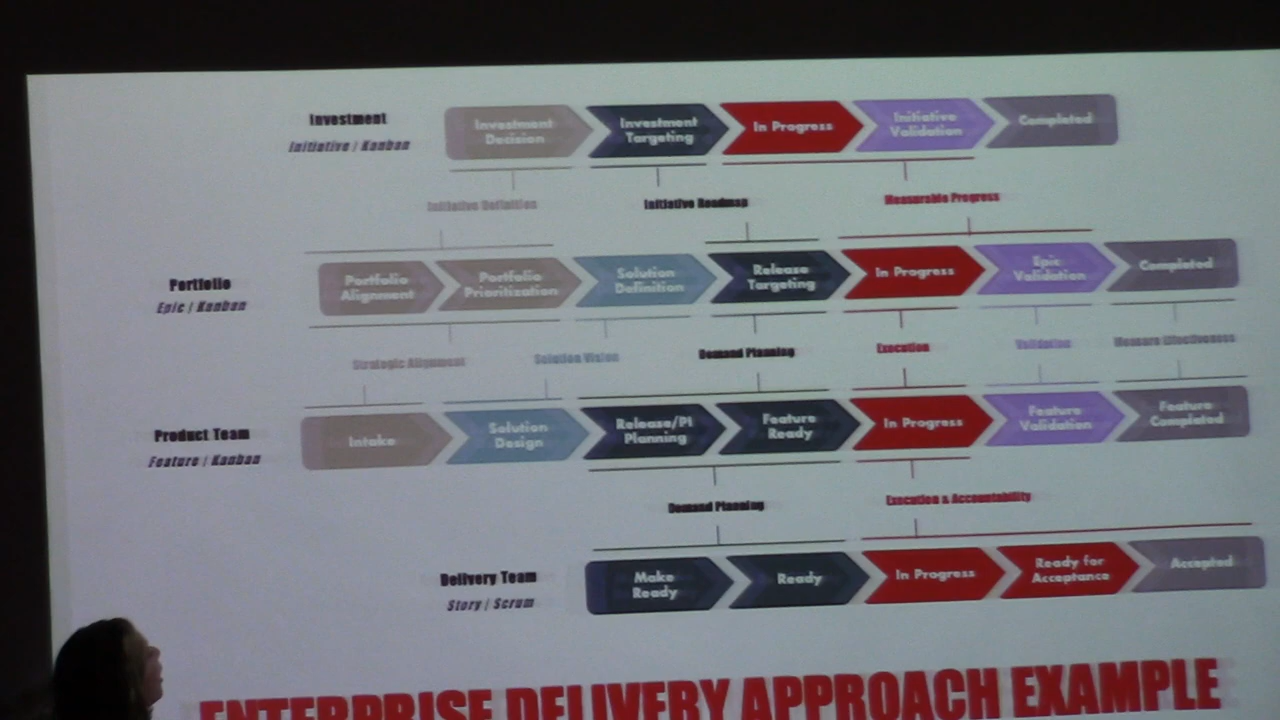 Investment
Initiative / Kanban
Investment
Decision
Investment
Targeting
In Progress
Initiative
Validation
Completed
Initiative Definition
Initiative Roadmap
Measurable Progress
Portfolio
Epic / Kanban
Portfolio
Alignment
Portfolio
Prioritization
Solution
Definition
Release
Targeting
In Progress
Epic
Validation
Completed
Strategic Alignment
Solution Vision
Demand Planning
Execution
Validation
Measure Effectiveness
Product Team
Feature / Kanban
Intake
Solution
Design
Release/PI
Planning
Feature
Ready
In Progress
Feature
Validation
Feature
Completed
Demand Planning
Execution & Accountability
Delivery Team
Story / Scrum
Make
Ready
Ready
In Progress
Ready for
Acceptance
Accepted
ENTERPRISE DELIVERY APPROACH EXAMPLE